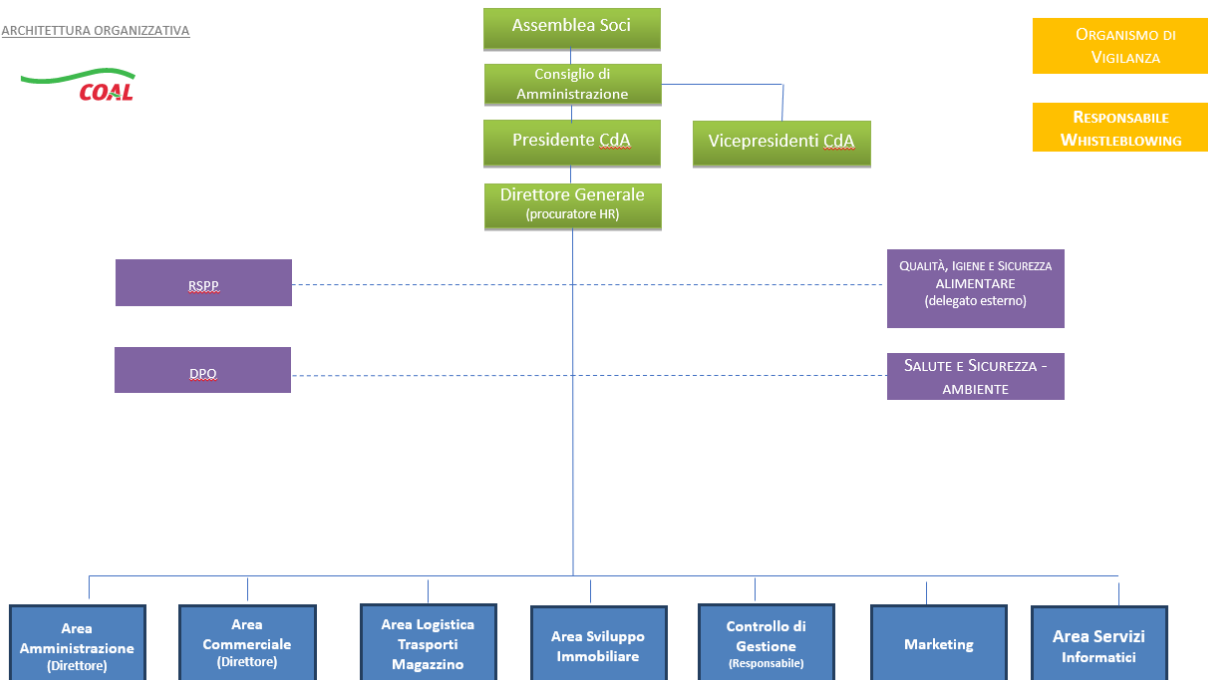 ARCHITETTURA ORGANIZZATIVA
COAL
Assemblea Soci
Consiglio di
Amministrazione
Presidente CdA
Vicepresidenti CdA
Direttore Generale
(procuratore HR)
ORGANISMO DI
VIGILANZA
RESPONSABILE
WHISTLEBLOWING
RSPP
QUALITÀ, IGIENE E SICUREZZA
ALIMENTARE
(delegato esterno)
DPO
SALUTE E SICUREZZA -
AMBIENTE
Area
Amministrazione
(Direttore)
Area
Commerciale
(Direttore)
Area Logistica
Trasporti
Magazzino
Area Sviluppo
Immobiliare
Controllo di
Gestione
(Responsabile)
Marketing
Area Servizi
Informatici